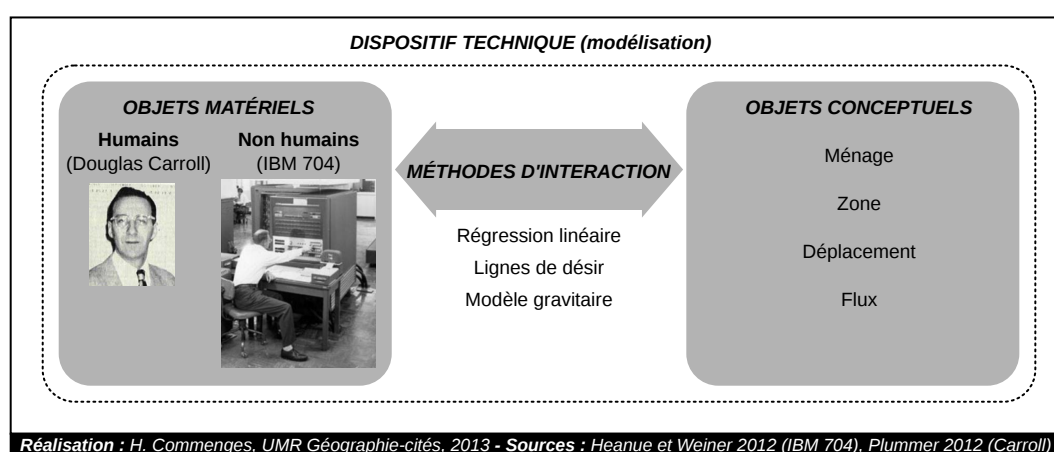 DISPOSITIF TECHNIQUE (modélisation)
OBJETS MATÉRIELS
Humains
(Douglas Carroll)
Non humains
(IBM 704)
MÉTHODES D'INTERACTION
Régression linéaire
Lignes de désir
Modèle gravitaire
OBJETS CONCEPTUELS
Ménage
Zone
Déplacement
Flux
Réalisation : H. Commenges, UMR Géographie-cités, 2013 - Sources : Heanue et Weiner 2012 (IBM 704), Plummer 2012 (Carroll)